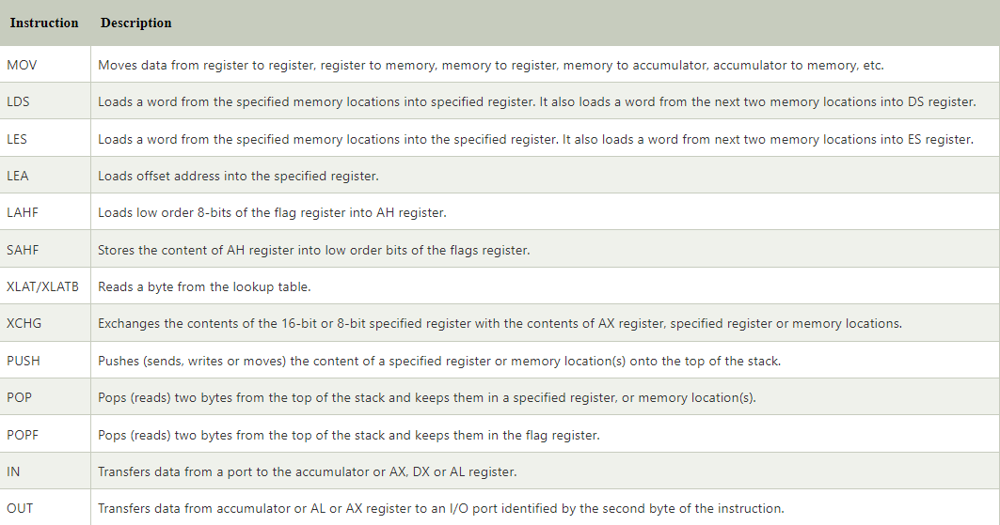 Instruction Description
MOV Moves data from register to register, register to memory, memory to register, memory to accumulator, accumulator to memory, etc.
LDS Loads a word from the specified memory locations into specified register. It also loads a word from the next two memory locations into DS register.
LES Loads a word from the specified memory locations into the specified register. It also loads a word from next two memory locations into ES register.
LEA Loads offset address into the specified register.
LAHF Loads low order 8-bits of the flag register into AH register.
SAHF Stores the content of AH register into low order bits of the flags register.
XLAT/XLATB Reads a byte from the lookup table.
XCHG Exchanges the contents of the 16-bit or 8-bit specified register with the contents of AX register, specified register or memory locations.
PUSH Pushes (sends, writes or moves) the content of a specified register or memory location(s) onto the top of the stack.
POP Pops (reads) two bytes from the top of the stack and keeps them in a specified register, or memory location(s).
POPF Pops (reads) two bytes from the top of the stack and keeps them in the flag register.
IN Transfers data from a port to the accumulator or AX, DX or AL register.
OUT Transfers data from accumulator or AL or AX register to an I/O port identified by the second byte of the instruction.